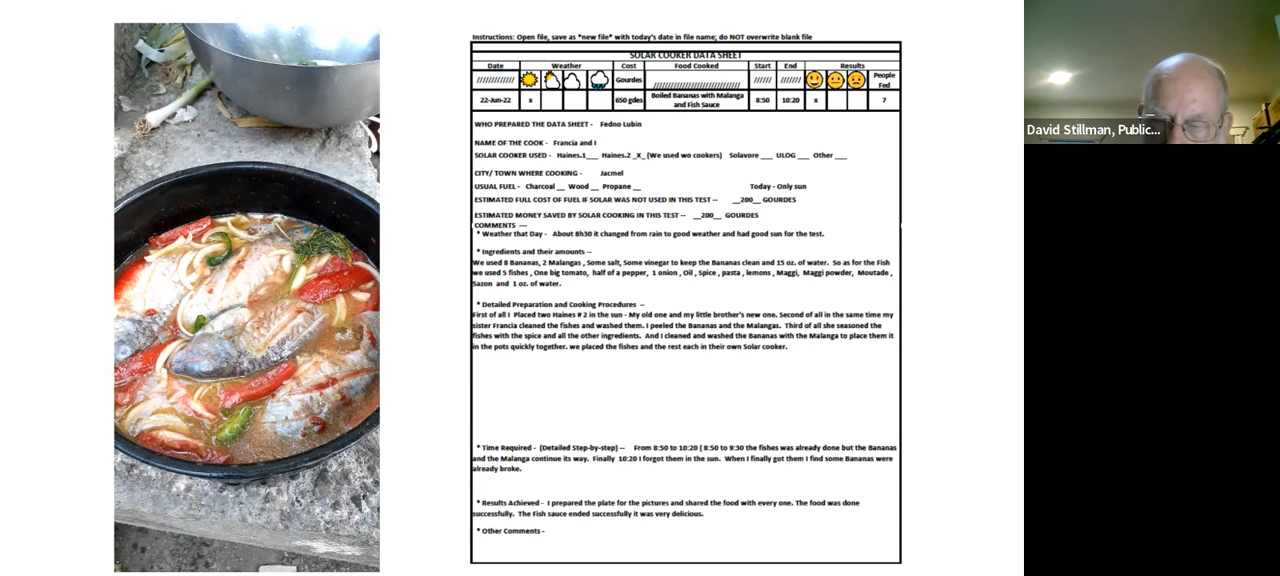 Instructions: Open file, save as *new file* with today's date in file name; do NOT overwrite blank file
SOLAR COOKER DATA SHEET
Date Weather Cost Food Cooked Start End Results
///////////// Gourdes ///////////////////////////// ////// /////// People Fed
22-Jun-22 x 650 gdes Boiled Bananas with Malanga and Fish Sauce 8:50 10:20 x 7
WHO PREPARED THE DATA SHEET - Fedno Lubin
NAME OF THE COOK - Francia and I
SOLAR COOKER USED - Haines.1___ Haines.2 _X_ (We used wo cookers) Solavore ___ ULOG ___ Other ___
CITY/ TOWN WHERE COOKING - Jacmel
USUAL FUEL - Charcoal __ Wood __ Propane __ Today - Only sun
ESTIMATED FULL COST OF FUEL IF SOLAR WAS NOT USED IN THIS TEST -- __200__ GOURDES
ESTIMATED MONEY SAVED BY SOLAR COOKING IN THIS TEST -- __200__ GOURDES
COMMENTS ---
* Weather that Day - About 8h30 it changed from rain to good weather and had good sun for the test.
* Ingredients and their amounts --
We used 8 Bananas, 2 Malangas , Some salt, Some vinegar to keep the Bananas clean and 15 oz. of water. So as for the Fish
we used 5 fishes , One big tomato, half of a pepper, 1 onion , Oil , Spice , pasta , lemons , Maggi, Maggi powder, Moutade ,
Sazon and 1 oz. of water.
* Detailed Preparation and Cooking Procedures --
First of all I Placed two Haines # 2 in the sun - My old one and my little brother's new one. Second of all in the same time my
sister Francia cleaned the fishes and washed them. I peeled the Bananas and the Malangas. Third of all she seasoned the
fishes with the spice and all the other ingredients. And I cleaned and washed the Bananas with the Malanga to place them it
in the pots quickly together. we placed the fishes and the rest each in their own Solar cooker.
* Time Required - (Detailed Step-by-step) -- From 8:50 to 10:20 ( 8:50 to 9:30 the fishes was already done but the Bananas
and the Malanga continue its way. Finally 10:20 I forgot them in the sun. When I finally got them I find some Bananas were
already broke.
* Results Achieved - I prepared the plate for the pictures and shared the food with every one. The food was done
successfully. The Fish sauce ended successfully it was very delicious.
* Other Comments -
David Stillman, Public...